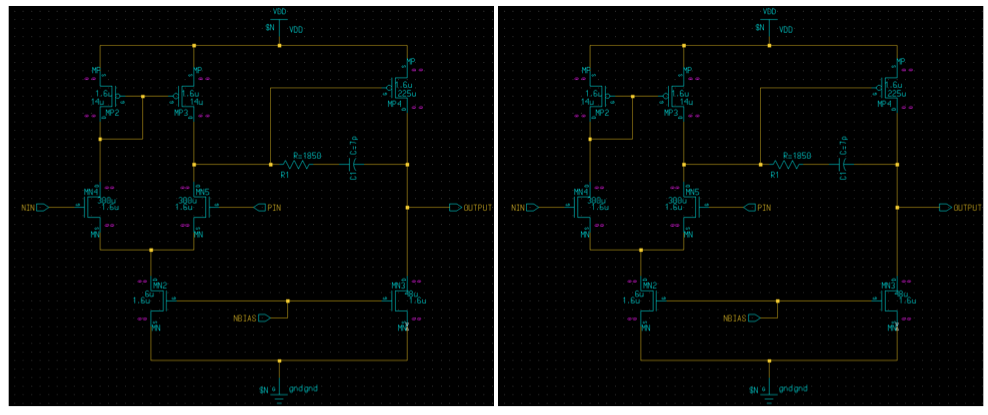 VDD
$N
VDD
MP
MP
MP
1.6u
14u
MP2
1.6u
14u
MP3
1.6u
225u
MP4
R=1850
R1
C=7p
C1
NIN
MN4
300u
1.6u
MN
MN5
300u
1.6u
MN
PIN
OUTPUT
MN2
6u
1.6u
MN
NBIAS
MN3
1.6u
MN
$N
gndgnd
VDD
$N
VDD
MP
MP
MP
1.6u
14u
MP2
1.6u
14u
MP3
1.6u
225u
MP4
R=1850
R1
C=7p
C1
NIN
MN4
300u
1.6u
MN
MN5
300u
1.6u
MN
PIN
OUTPUT
MN2
6u
1.6u
MN
NBIAS
MN3
1.6u
MN
$N
gndgnd